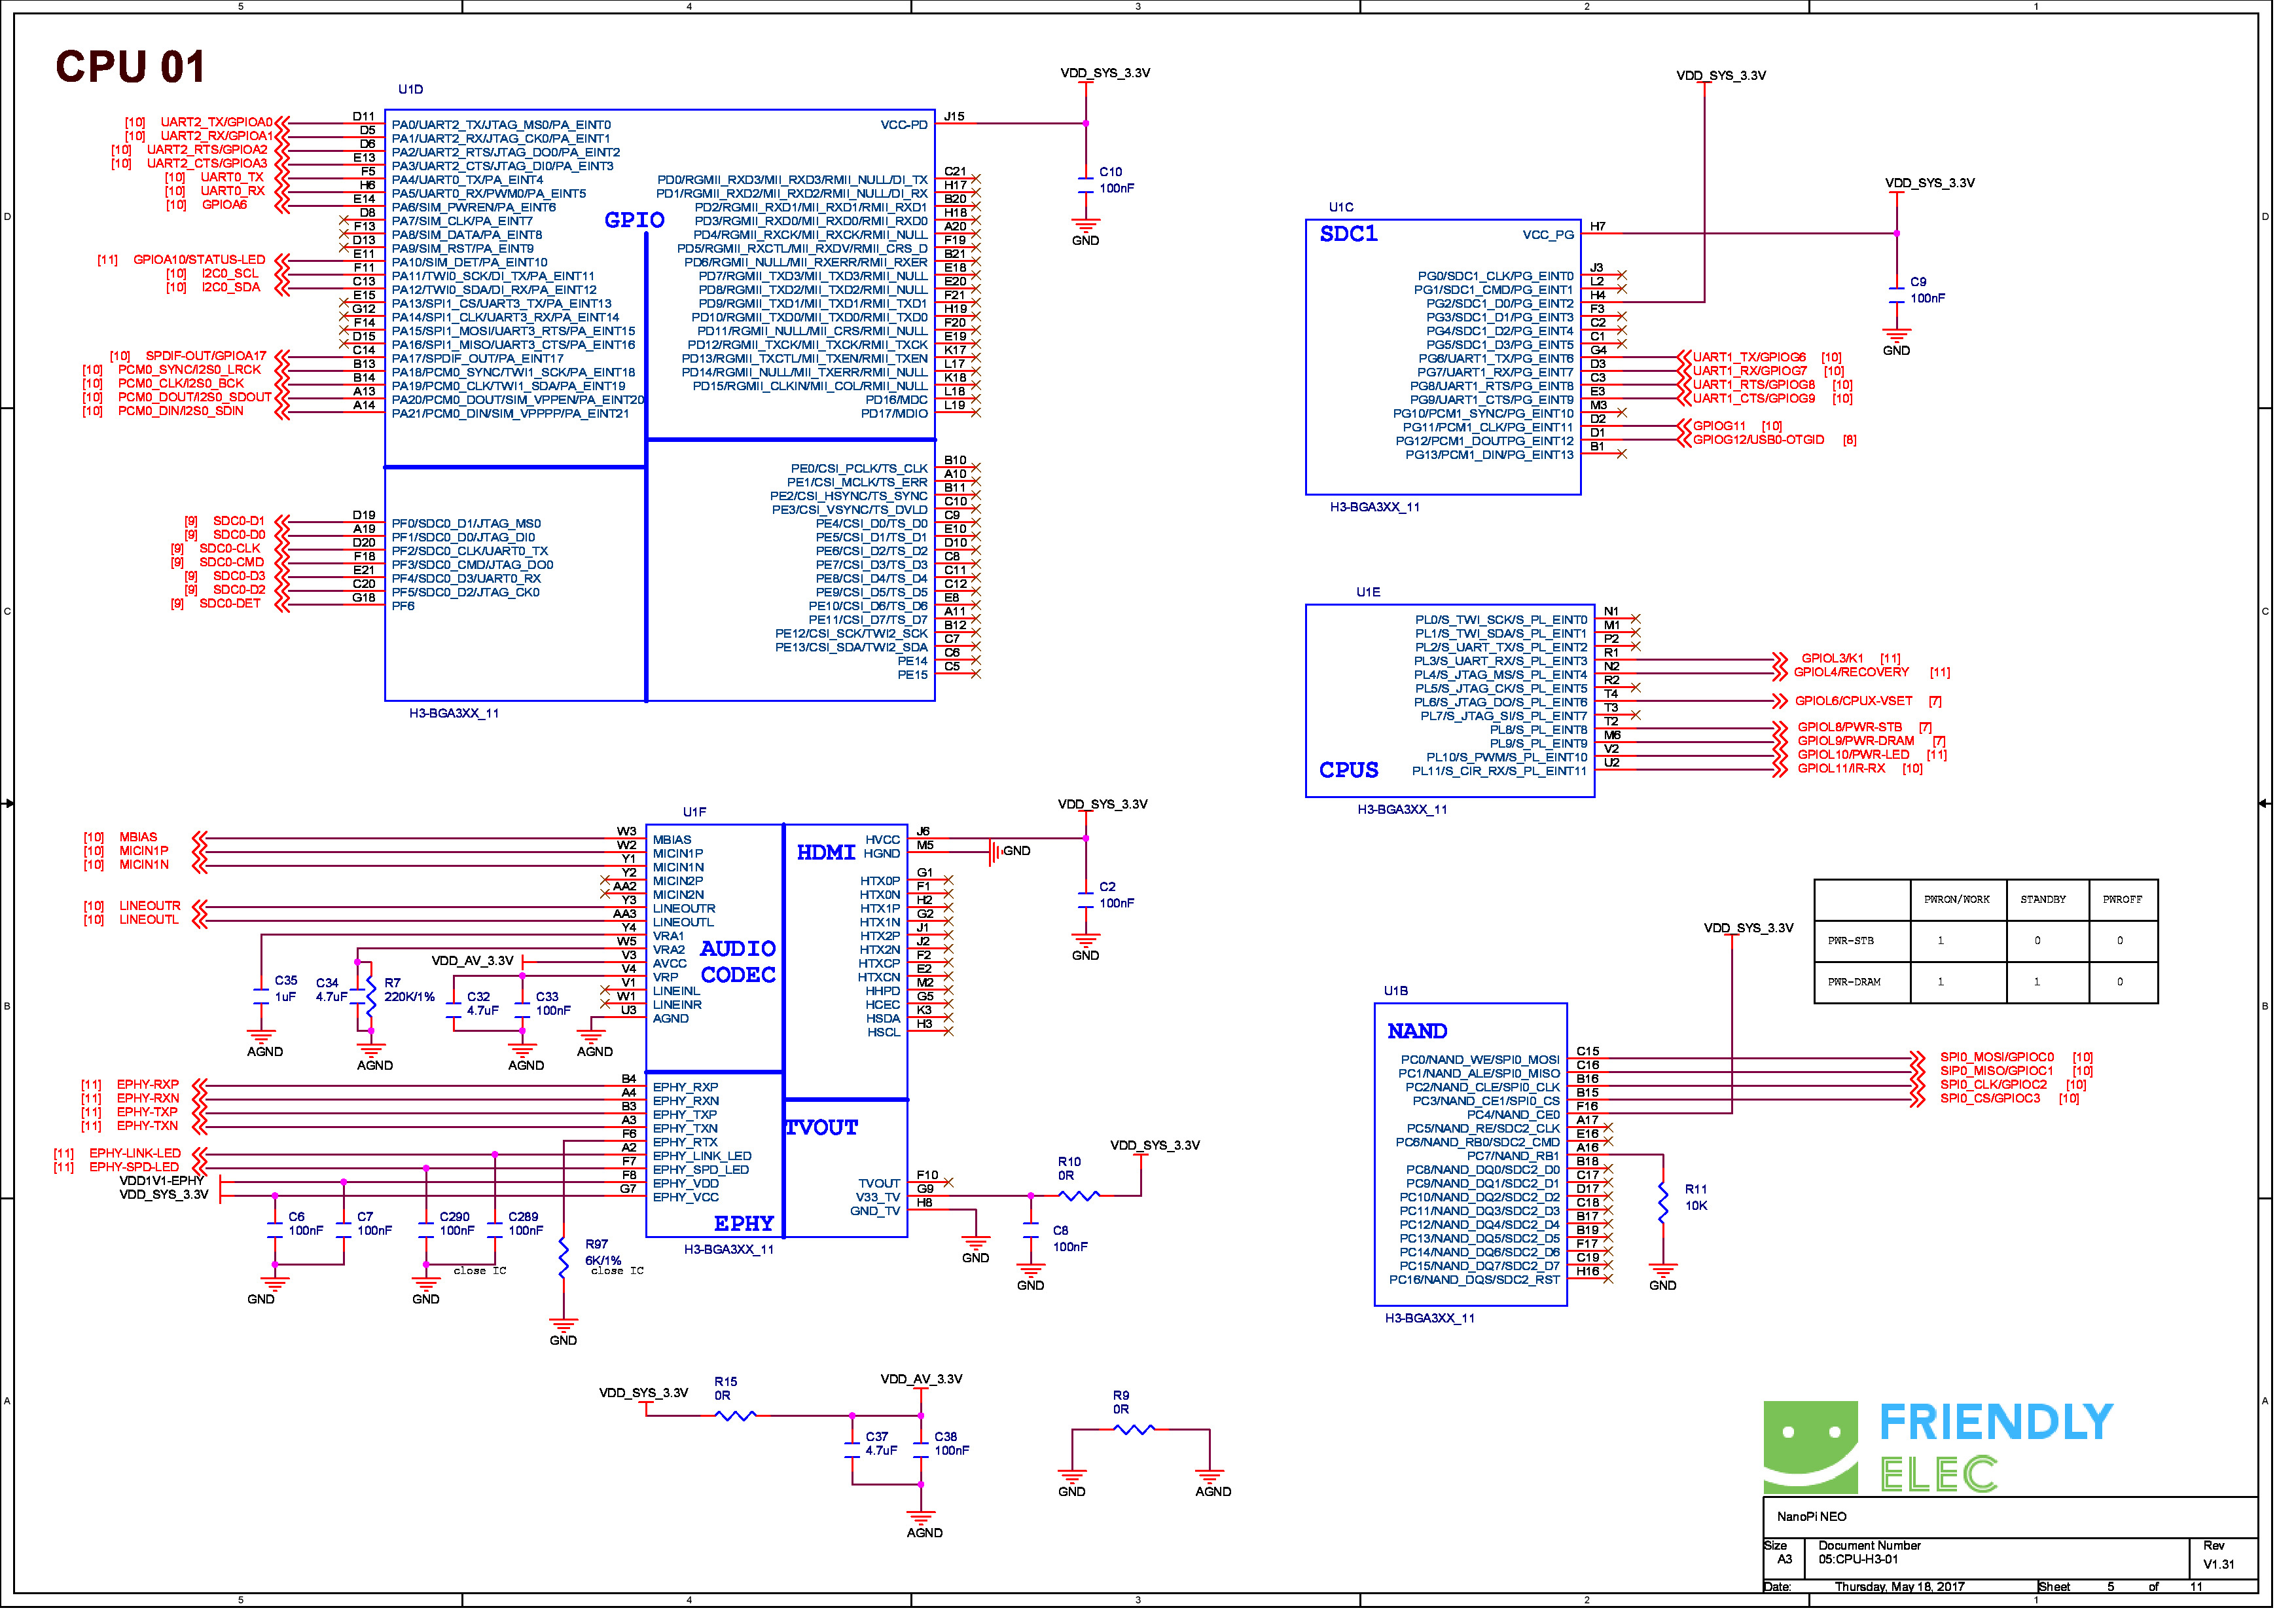 5 4 3 2 1
CPU 01
U1D
[10] UART2_TX/GPIOA0
[10] UART2_RX/GPIOA1
[10] UART2_RTS/GPIOA2
[10] UART2_CTS/GPIOA3
[10] UART0_TX
[10] UART0_RX
[10] GPIOA6
[11] GPIOA10/STATUS-LED
[10] I2C0_SCL
[10] I2C0_SDA
[10] SPDIF-OUT/GPIOA17
[10] PCM0_SYNC/I2S0_LRCK
[10] PCM0_CLK/I2S0_BCK
[10] PCM0_DOUT/I2S0_SDOUT
[10] PCM0_DIN/I2S0_SDIN
D11 PA0/UART2_TX/JTAG_MS0/PA_EINT0
D5 PA1/UART2_RX/JTAG_CK0/PA_EINT1
D6 PA2/UART2_RTS/JTAG_DO0/PA_EINT2
E13 PA3/UART2_CTS/JTAG_DI0/PA_EINT3
F5 PA4/UART0_TX/PA_EINT4
H6 PA5/UART0_RX/PWM0/PA_EINT5
E14 PA6/SIM_PWREN/PA_EINT6
D8 PA7/SIM_CLK/PA_EINT7
F13 PA8/SIM_DATA/PA_EINT8
D13 PA9/SIM_RST/PA_EINT9
E11 PA10/SIM_DET/PA_EINT10
F11 PA11/TWI0_SCK/DI_TX/PA_EINT11
C13 PA12/TWI0_SDA/DI_RX/PA_EINT12
E15 PA13/SPI1_CS/UART3_TX/PA_EINT13
G12 PA14/SPI1_CLK/UART3_RX/PA_EINT14
F14 PA15/SPI1_MOSI/UART3_RTS/PA_EINT15
D15 PA16/SPI1_MISO/UART3_CTS/PA_EINT16
C14 PA17/SPDIF_OUT/PA_EINT17
B13 PA18/PCM0_SYNC/TWI1_SCK/PA_EINT18
B14 PA19/PCM0_CLK/TWI1_SDA/PA_EINT19
A13 PA20/PCM0_DOUT/SIM_VPPEN/PA_EINT20
A14 PA21/PCM0_DIN/SIM_VPPPP/PA_EINT21
GPIO
VCC-PD J15
VDD_SYS_3.3V
C10
100nF
GND
PD0/RGMII_RXD3/MII_RXD3/RMII_NULL/DI_TX C21
PD1/RGMII_RXD2/MII_RXD2/RMII_NULL/DI_RX H17
PD2/RGMII_RXD1/MII_RXD1/RMII_RXD1 B20
PD3/RGMII_RXD0/MII_RXD0/RMII_RXD0 H18
PD4/RGMII_RXCK/MII_RXCK/RMII_NULL A20
PD5/RGMII_RXCTL/MII_RXDV/RMII_CRS_D F19
PD6/RGMII_NULL/MII_RXERR/RMII_RXER B21
PD7/RGMII_TXD3/MII_TXD3/RMII_NULL E18
PD8/RGMII_TXD2/MII_TXD2/RMII_NULL E20
PD9/RGMII_TXD1/MII_TXD1/RMII_TXD1 F21
PD10/RGMII_TXD0/MII_TXD0/RMII_TXD0 H19
PD11/RGMII_NULL/MII_CRS/RMII_NULL F20
PD12/RGMII_TXCK/MII_TXCK/RMII_TXCK E19
PD13/RGMII_TXCTL/MII_TXEN/RMII_TXEN K17
PD14/RGMII_NULL/MII_TXERR/RMII_NULL L17
PD15/RGMII_CLKIN/MII_COL/RMII_NULL K18
PD16/MDC L18
PD17/MDIO L19
PE0/CSI_PCLK/TS_CLK B10
PE1/CSI_MCLK/TS_ERR A10
PE2/CSI_HSYNC/TS_SYNC B11
PE3/CSI_VSYNC/TS_DVLD C10
PE4/CSI_D0/TS_D0 C9
PE5/CSI_D1/TS_D1 E10
PE6/CSI_D2/TS_D2 D10
PE7/CSI_D3/TS_D3 C8
PE8/CSI_D4/TS_D4 C11
PE9/CSI_D5/TS_D5 C12
PE10/CSI_D6/TS_D6 E8
PE11/CSI_D7/TS_D7 A11
PE12/CSI_SCK/TWI2_SCK B12
PE13/CSI_SDA/TWI2_SDA C7
PE14 C6
PE15 C5
[9] SDC0-D1 D19 PF0/SDC0_D1/JTAG_MS0
[9] SDC0-D0 A19 PF1/SDC0_D0/JTAG_DI0
[9] SDC0-CLK D20 PF2/SDC0_CLK/UART0_TX
[9] SDC0-CMD F18 PF3/SDC0_CMD/JTAG_DO0
[9] SDC0-D3 E21 PF4/SDC0_D3/UART0_RX
[9] SDC0-D2 C20 PF5/SDC0_D2/JTAG_CK0
[9] SDC0-DET G18 PF6
H3-BGA3XX_11
VDD_SYS_3.3V
VDD_SYS_3.3V
U1C
SDC1
VCC_PG H7
C9
100nF
GND
PG0/SDC1_CLK/PG_EINT0 J3
PG1/SDC1_CMD/PG_EINT1 L2
PG2/SDC1_D0/PG_EINT2 H4
PG3/SDC1_D1/PG_EINT3 F3
PG4/SDC1_D2/PG_EINT4 C2
PG5/SDC1_D3/PG_EINT5 C1
PG6/UART1_TX/PG_EINT6 G4 UART1_TX/GPIOG6 [10]
PG7/UART1_RX/PG_EINT7 D3 UART1_RX/GPIOG7 [10]
PG8/UART1_RTS/PG_EINT8 C3 UART1_RTS/GPIOG8 [10]
PG9/UART1_CTS/PG_EINT9 E3 UART1_CTS/GPIOG9 [10]
PG10/PCM1_SYNC/PG_EINT10 M3
PG11/PCM1_CLK/PG_EINT11 D2 GPIOG11 [10]
PG12/PCM1_DOUTPG_EINT12 D1 GPIOG12/USB0-OTGID [8]
PG13/PCM1_DIN/PG_EINT13 B1
H3-BGA3XX_11
U1E
CPUS
PL0/S_TWI_SCK/S_PL_EINT0 N1
PL1/S_TWI_SDA/S_PL_EINT1 M1
PL2/S_UART_TX/S_PL_EINT2 P2
PL3/S_UART_RX/S_PL_EINT3 R1 GPIOL3/K1 [11]
PL4/S_JTAG_MS/S_PL_EINT4 N2 GPIOL4/RECOVERY [11]
PL5/S_JTAG_CK/S_PL_EINT5 R2
PL6/S_JTAG_DO/S_PL_EINT6 T4 GPIOL6/CPUX-VSET [7]
PL7/S_JTAG_SI/S_PL_EINT7 T3
PL8/S_PL_EINT8 T2 GPIOL8/PWR-STB [7]
PL9/S_PL_EINT9 M6 GPIOL9/PWR-DRAM [7]
PL10/S_PWM/S_PL_EINT10 V2 GPIOL10/PWR-LED [11]
PL11/S_CIR_RX/S_PL_EINT11 U2 GPIOL11/IR-RX [10]
H3-BGA3XX_11
U1F
[10] MBIAS W3 MBIAS
[10] MICIN1P W2 MICIN1P
[10] MICIN1N Y1 MICIN1N
Y2 MICIN2P
AA2 MICIN2N
[10] LINEOUTR Y3 LINEOUTR
[10] LINEOUTL AA3 LINEOUTL
Y4 VRA1
W5 VRA2
VDD_AV_3.3V V3 AVCC
V4 VRP
V1 LINEINL
W1 LINEINR
U3 AGND
AUDIO
CODEC
C35
1uF
C34
4.7uF
R7
220K/1%
C32
4.7uF
C33
100nF
AGND
AGND
AGND
AGND
HDMI
VDD_SYS_3.3V
HVCC J6
HGND M5 GND
C2
100nF
GND
HTX0P G1
HTX0N F1
HTX1P H2
HTX1N G2
HTX2P J1
HTX2N J2
HTXCP F2
HTXCN E2
HHPD M2
HCEC G5
HSDA K3
HSCL H3
[11] EPHY-RXP B4 EPHY_RXP
[11] EPHY-RXN A4 EPHY_RXN
[11] EPHY-TXP B3 EPHY_TXP
[11] EPHY-TXN A3 EPHY_TXN
F6 EPHY_RTX
[11] EPHY-LINK-LED A2 EPHY_LINK_LED
[11] EPHY-SPD-LED F7 EPHY_SPD_LED
VDD1V1-EPHY F8 EPHY_VDD
VDD_SYS_3.3V G7 EPHY_VCC
EPHY
TVOUT
TVOUT F10
V33_TV G9
GND_TV H8
R10
0R
VDD_SYS_3.3V
C8
100nF
GND
GND
C6
100nF
C7
100nF
C290
100nF
C289
100nF
close IC
R97
6K/1%
close IC
GND
GND
GND
H3-BGA3XX_11
PWRON/WORK STANDBY PWROFF
PWR-STB 1 0 0
PWR-DRAM 1 1 0
VDD_SYS_3.3V
U1B
NAND
PC0/NAND_WE/SPI0_MOSI C15 SPI0_MOSI/GPIOC0 [10]
PC1/NAND_ALE/SPI0_MISO C16 SIP0_MISO/GPIOC1 [10]
PC2/NAND_CLE/SPI0_CLK B16 SPI0_CLK/GPIOC2 [10]
PC3/NAND_CE1/SPI0_CS B15 SPI0_CS/GPIOC3 [10]
PC4/NAND_CE0 F16
PC5/NAND_RE/SDC2_CLK A17
PC6/NAND_RB0/SDC2_CMD E16
PC7/NAND_RB1 A16
PC8/NAND_DQ0/SDC2_D0 B18
PC9/NAND_DQ1/SDC2_D1 C17
PC10/NAND_DQ2/SDC2_D2 D17
PC11/NAND_DQ3/SDC2_D3 C18
PC12/NAND_DQ4/SDC2_D4 B17
PC13/NAND_DQ5/SDC2_D5 B19
PC14/NAND_DQ6/SDC2_D6 F17
PC15/NAND_DQ7/SDC2_D7 C19
PC16/NAND_DQS/SDC2_RST H16
R11
10K
GND
H3-BGA3XX_11
VDD_SYS_3.3V
R15
0R
VDD_AV_3.3V
C37
4.7uF
C38
100nF
AGND
R9
0R
GND
AGND
FRIENDLY
ELEC
NanoPi NEO
Size
A3
Document Number
05:CPU-H3-01
Rev
V1.31
Date: Thursday, May 18, 2017 Sheet 5 of 11
D D
C C
B B
A A
5 4 3 2 1